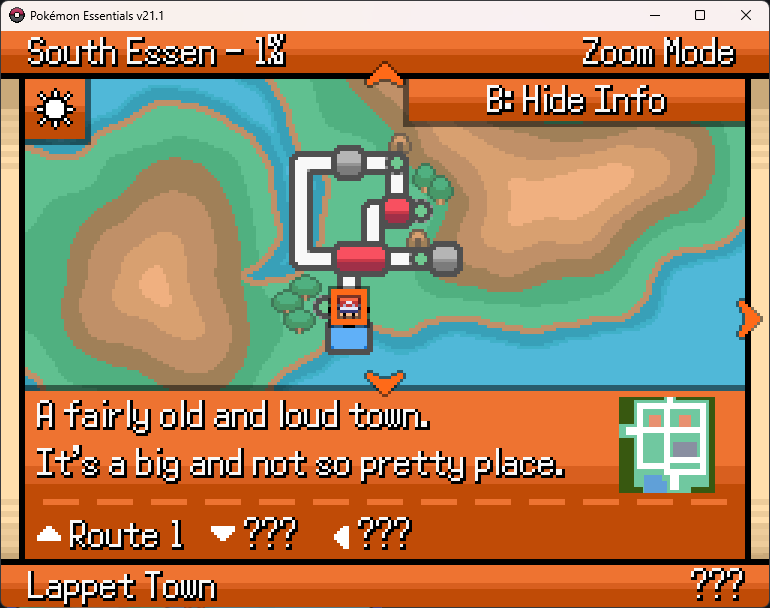 Pokémon Essentials v21.1
South Essen - 1%
Zoom Mode
B: Hide Info
A fairly old and loud town.
It's a big and not so pretty place.
Route 1 ??? ???
Lappet Town
???